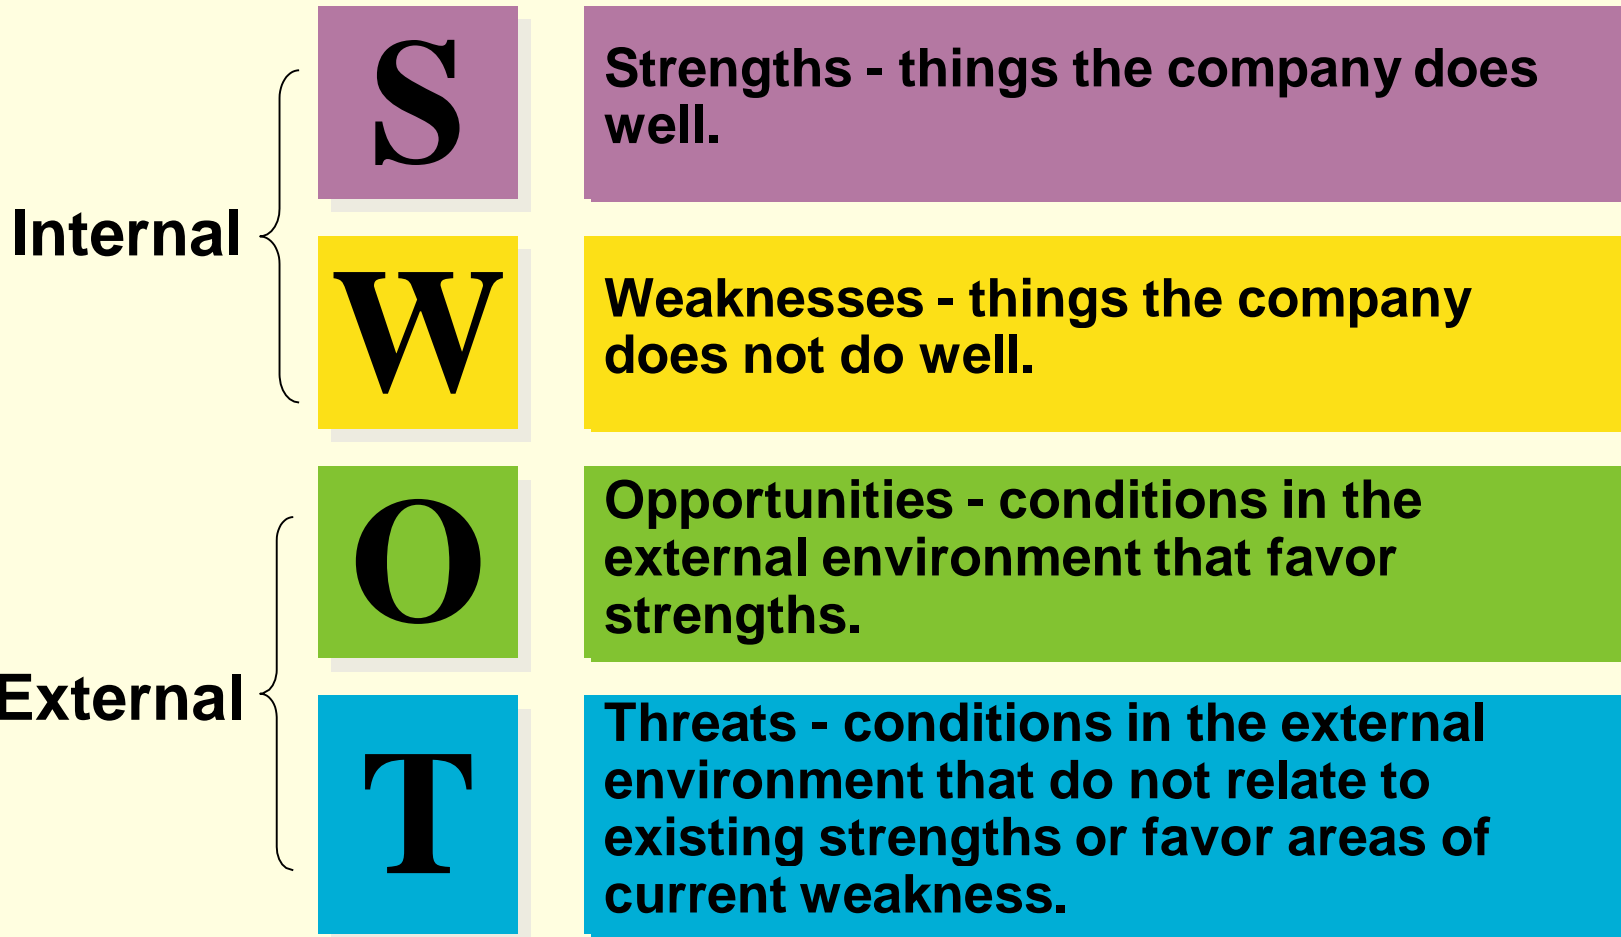 Internal
S
Strengths - things the company does
well.
W
Weaknesses - things the company
does not do well.
External
O
Opportunities - conditions in the
external environment that favor
strengths.
T
Threats - conditions in the external
environment that do not relate to
existing strengths or favor areas of
current weakness.